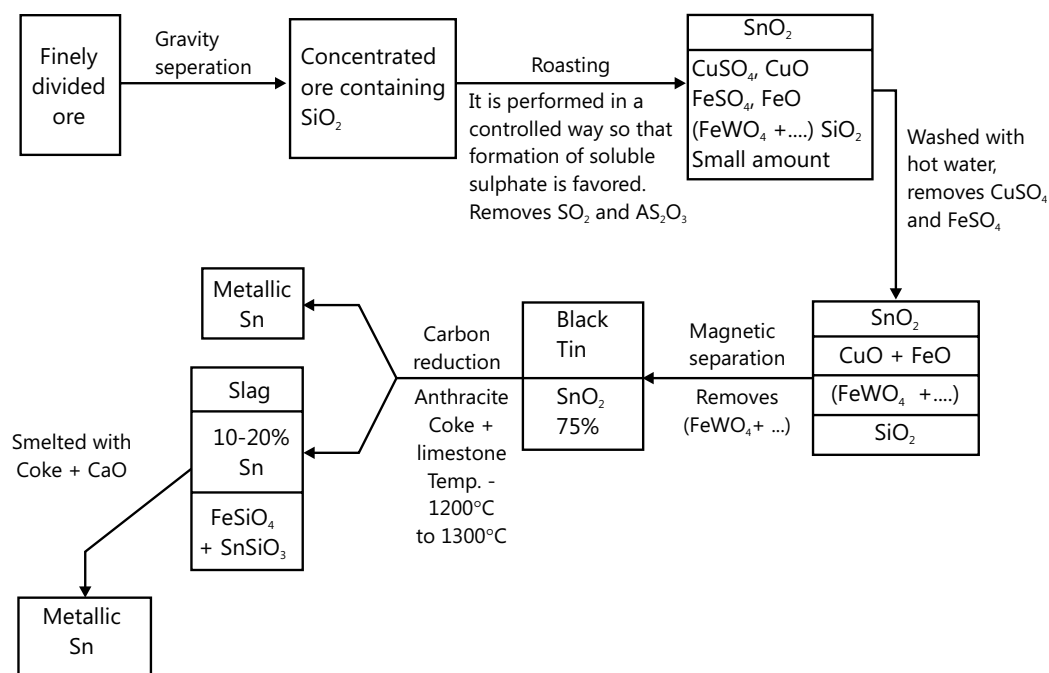 Finely
divided
ore
Gravity
seperation
Concentrated
ore containing
SiO₂
Roasting
It is performed in a
controlled way so that
formation of soluble
sulphate is favored.
Removes SO₂ and AS₂O₃
SnO₂
CuSO₄, CuO
FeSO₄, FeO
(FeWO₄ +....) SiO₂
Small amount
Washed with
hot water,
removes CuSO₄
and FeSO₄
SnO₂
CuO + FeO
(FeWO₄ +....)
SiO₂
Magnetic
separation
Removes
(FeWO₄+ ...)
Black
Tin
SnO₂
75%
Carbon
reduction
Anthracite
Coke +
limestone
Temp. -
1200°C
to 1300°C
Metallic
Sn
Slag
10-20%
Sn
FeSiO₄
+ SnSiO₃
Smelted with
Coke + CaO
Metallic
Sn